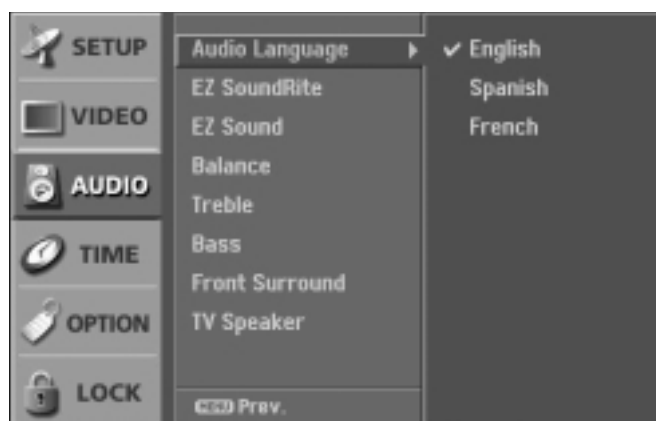 SETUP
VIDEO
AUDIO
TIME
OPTION
LOCK
Audio Language
EZ SoundRite
EZ Sound
Balance
Treble
Bass
Front Surround
TV Speaker
MENU Prev.
✔ English
Spanish
French